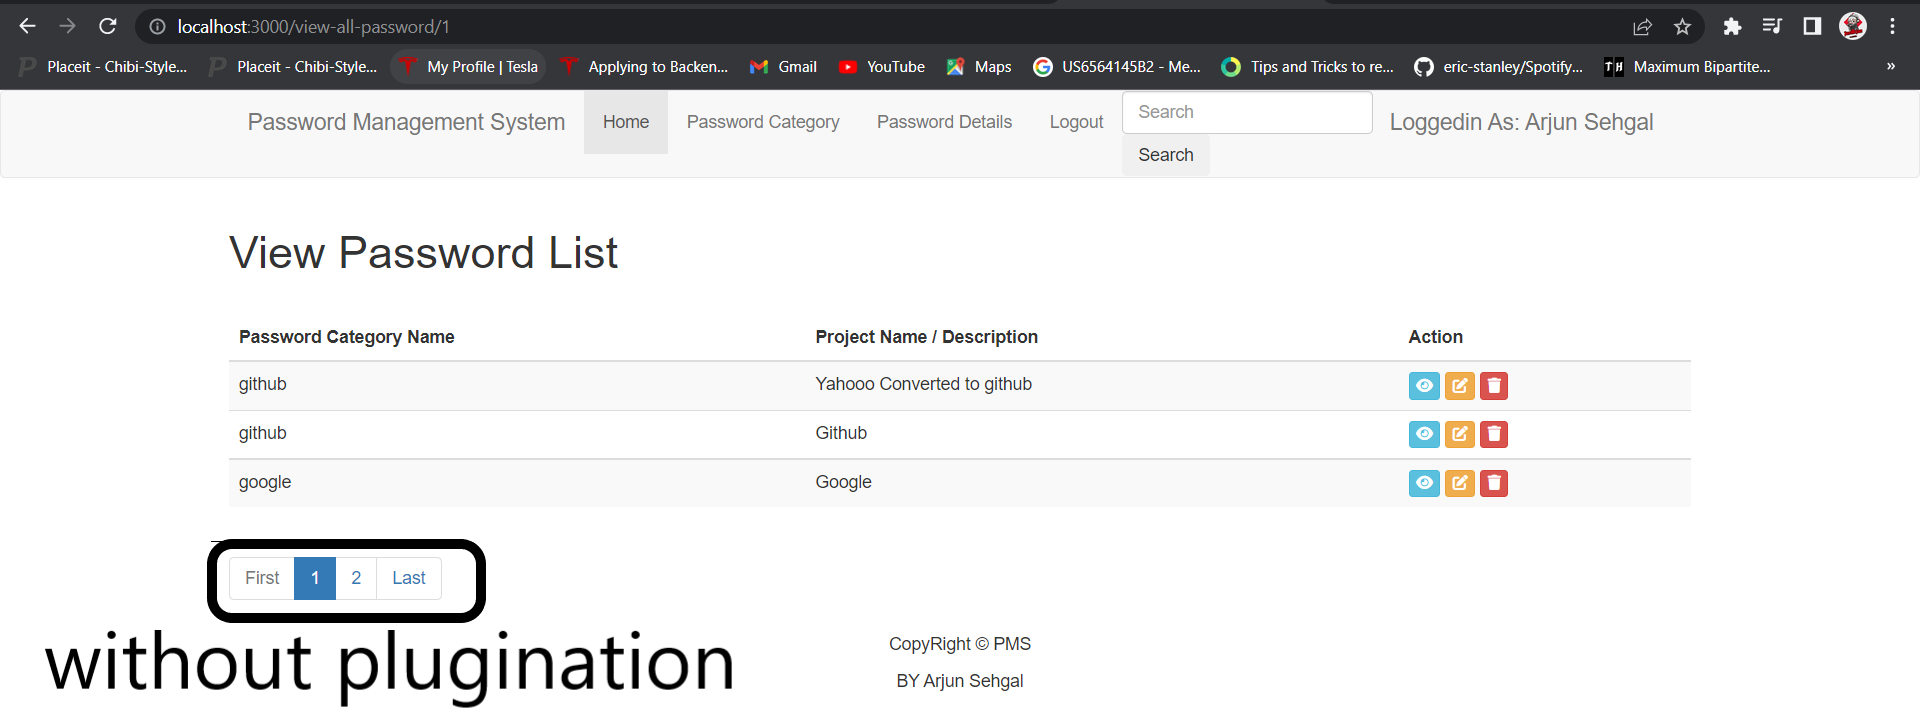 localhost:3000/view-all-password/1
Placeit - Chibi-Style... Placeit - Chibi-Style... My Profile | Tesla Applying to Backen... Gmail YouTube Maps US6564145B2 - Me... Tips and Tricks to re... eric-stanley/Spotify... TH Maximum Bipartite... »
Password Management System Home Password Category Password Details Logout Search Loggedin As: Arjun Sehgal
Search
View Password List
Password Category Name Project Name / Description Action
github Yahooo Converted to github
github Github
google Google
First 1 2 Last
without plugination
CopyRight © PMS
BY Arjun Sehgal